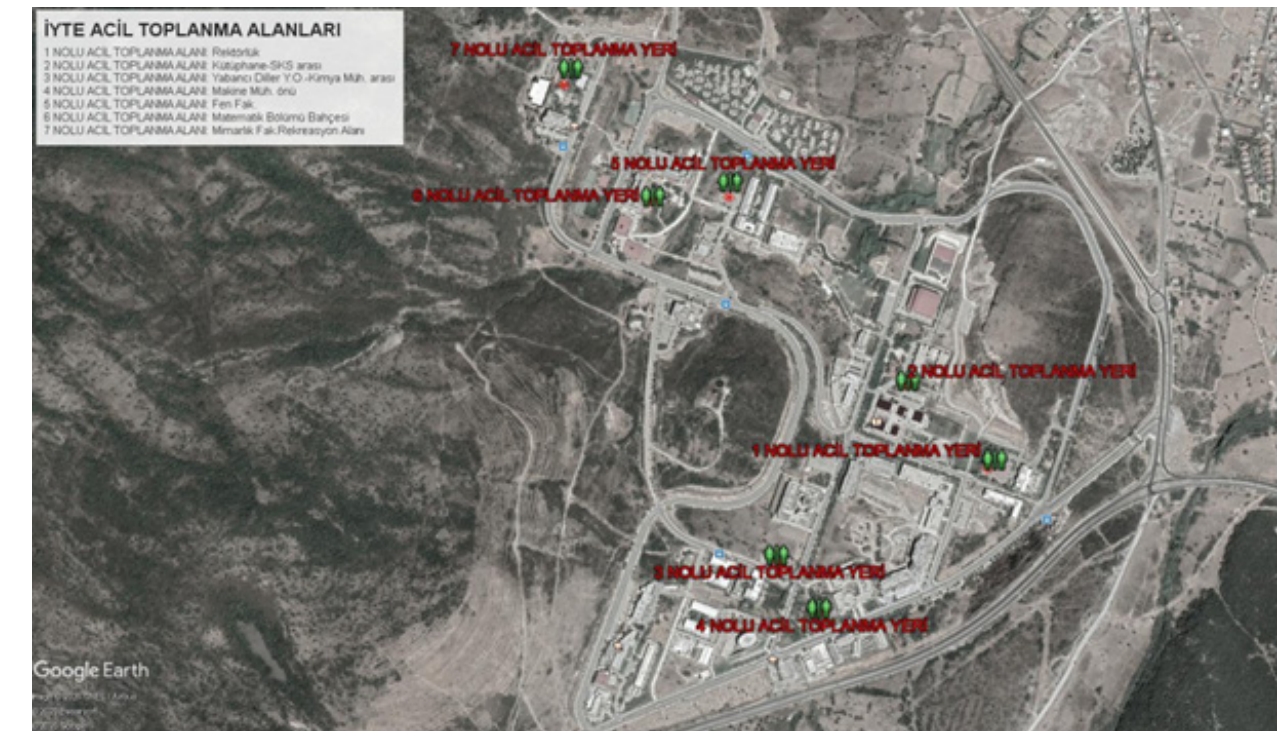 İYTE ACİL TOPLANMA ALANLARI
1 NOLU ACİL TOPLANMA ALANI: Rektörlük
2 NOLU ACİL TOPLANMA ALANI: Kütüphane-SKS arası
3 NOLU ACİL TOPLANMA ALANI: Yabancı Diller Y.O.-Kimya Müh. arası
4 NOLU ACİL TOPLANMA ALANI: Makine Müh. önü
5 NOLU ACİL TOPLANMA ALANI: Fen Fak.
6 NOLU ACİL TOPLANMA ALANI: Matematik Bölümü Bahçesi
7 NOLU ACİL TOPLANMA ALANI: Mimarlık Fak.Rekreasyon Alanı
7 NOLU ACİL TOPLANMA YERİ
5 NOLU ACİL TOPLANMA YERİ
6 NOLU ACİL TOPLANMA YERİ
2 NOLU ACİL TOPLANMA YERİ
1 NOLU ACİL TOPLANMA YERİ
3 NOLU ACİL TOPLANMA YERİ
4 NOLU ACİL TOPLANMA YERİ
Google Earth